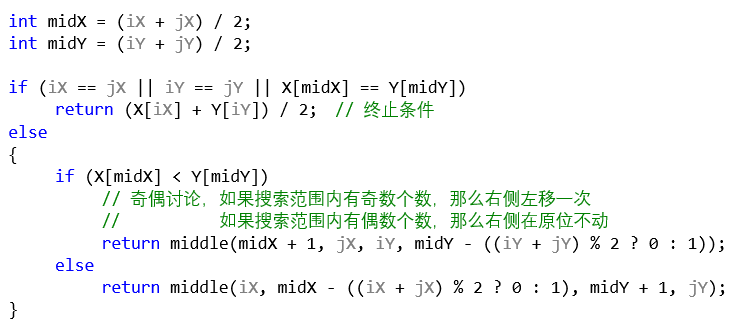 int midX = (iX + jX) / 2;
int midY = (iY + jY) / 2;
if (iX == jX || iY == jY || X[midX] == Y[midY])
return (X[iX] + Y[iY]) / 2;  // 终止条件
else
{
if (X[midX] < Y[midY])
// 奇偶讨论，如果搜索范围内有奇数个数，那么右侧左移一次
//          如果搜索范围内有偶数个数，那么右侧在原位不动
return middle(midX + 1, jX, iY, midY - ((iY + jY) % 2 ? 0 : 1));
else
return middle(iX, midX - ((iX + jX) % 2 ? 0 : 1), midY + 1, jY);
}